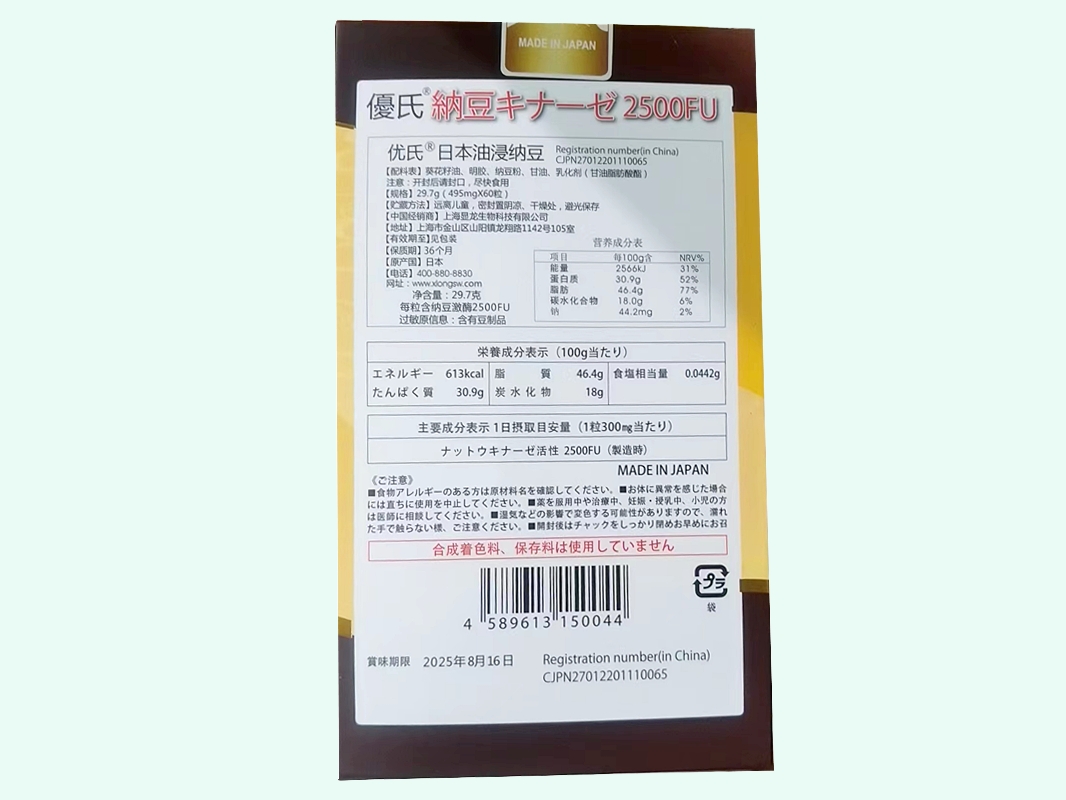 MADE IN JAPAN
優氏® 納豆キナーゼ 2500FU
优氏®日本油浸纳豆 Registration number(in China)
CJPN27012201110065
【配料表】葵花籽油、明胶、纳豆粉、甘油、乳化剂（甘油脂肪酸酯）
注意：开封后请封口，尽快食用
【规格】29.7g（495mgX60粒）
【贮藏方法】远离儿童，密封置阴凉、干燥处，避光保存
【中国经销商】上海显龙生物科技有限公司
【地址】上海市金山区山阳镇龙翔路1142号105室
【有效期至】见包装
【保质期】36个月
【原产国】日本
【电话】400-880-8830
网址：www.xlongsw.com
净含量：29.7克
每粒含纳豆激酶2500FU
过敏原信息：含有豆制品
营养成分表
项目 每100g含 NRV%
能量 2566kJ 31%
蛋白质 30.9g 52%
脂肪 46.4g 77%
碳水化合物 18.0g 6%
钠 44.2mg 2%
栄養成分表示（100g当たり）
エネルギー 613kcal 脂質 46.4g 食塩相当量 0.0442g
たんぱく質 30.9g 炭水化物 18g
主要成分表示 1日摂取目安量（1粒300㎎当たり）
ナットウキナーゼ活性 2500FU（製造時）
MADE IN JAPAN
《ご注意》
■食物アレルギーのある方は原材料名を確認してください。■お体に異常を感じた場合
には直ちに使用を中止してください。■薬を服用中や治療中、妊娠・授乳中、小児の方
は医師に相談してください。■湿気などの影響で変色する可能性がありますので、濡れ
た手で触らない様、ご注意ください。■開封後はチャックをしっかり閉めお早めにお召
合成着色料、保存料は使用していません
4 589613 150044
プラ
袋
賞味期限 2025年8月16日 Registration number(in China)
CJPN27012201110065